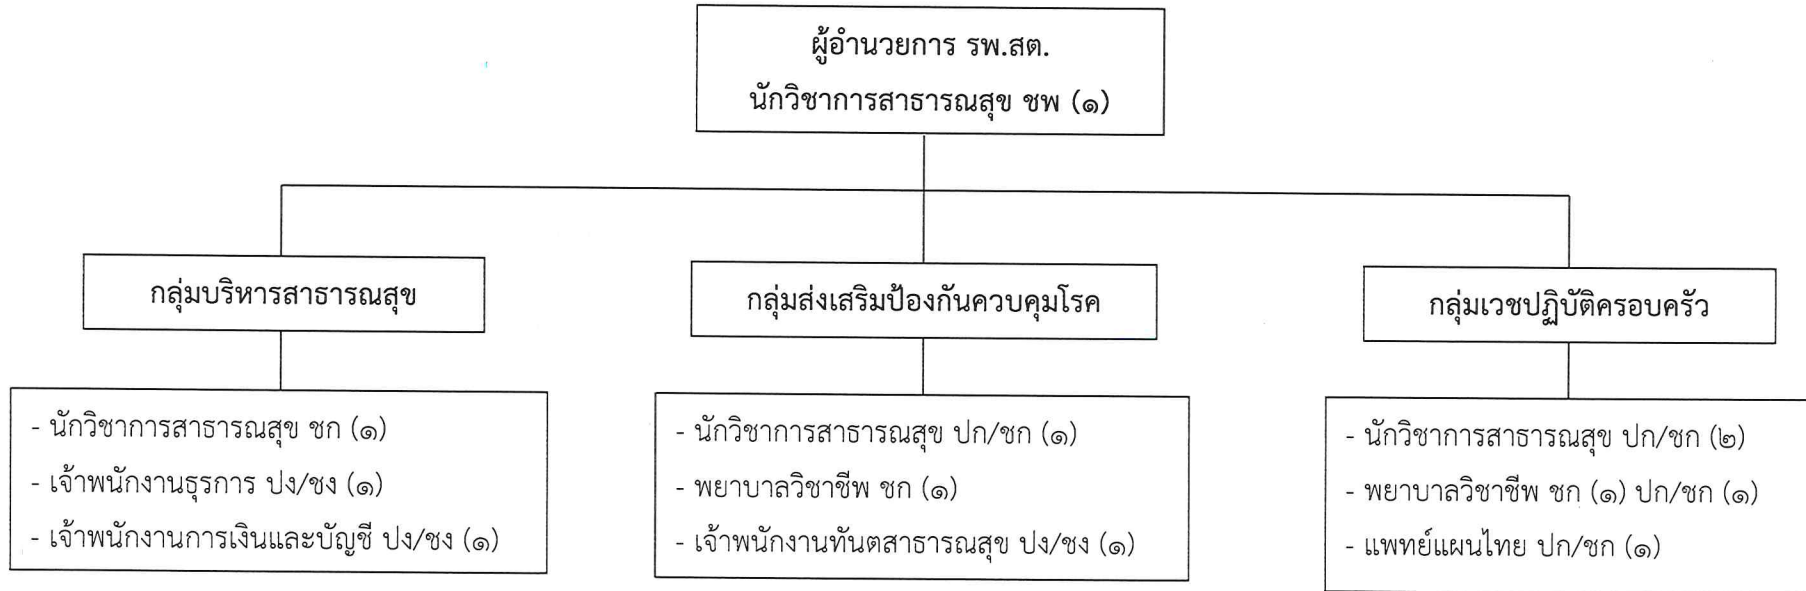 ผู้อำนวยการ รพ.สต.
นักวิชาการสาธารณสุข ชพ (๑)
กลุ่มบริหารสาธารณสุข
- นักวิชาการสาธารณสุข ชก (๑)
- เจ้าพนักงานธุรการ ปง/ชง (๑)
- เจ้าพนักงานการเงินและบัญชี ปง/ชง (๑)
กลุ่มส่งเสริมป้องกันควบคุมโรค
- นักวิชาการสาธารณสุข ปก/ชก (๑)
- พยาบาลวิชาชีพ ชก (๑)
- เจ้าพนักงานทันตสาธารณสุข ปง/ชง (๑)
กลุ่มเวชปฏิบัติครอบครัว
- นักวิชาการสาธารณสุข ปก/ชก (๒)
- พยาบาลวิชาชีพ ชก (๑) ปก/ชก (๑)
- แพทย์แผนไทย ปก/ชก (๑)